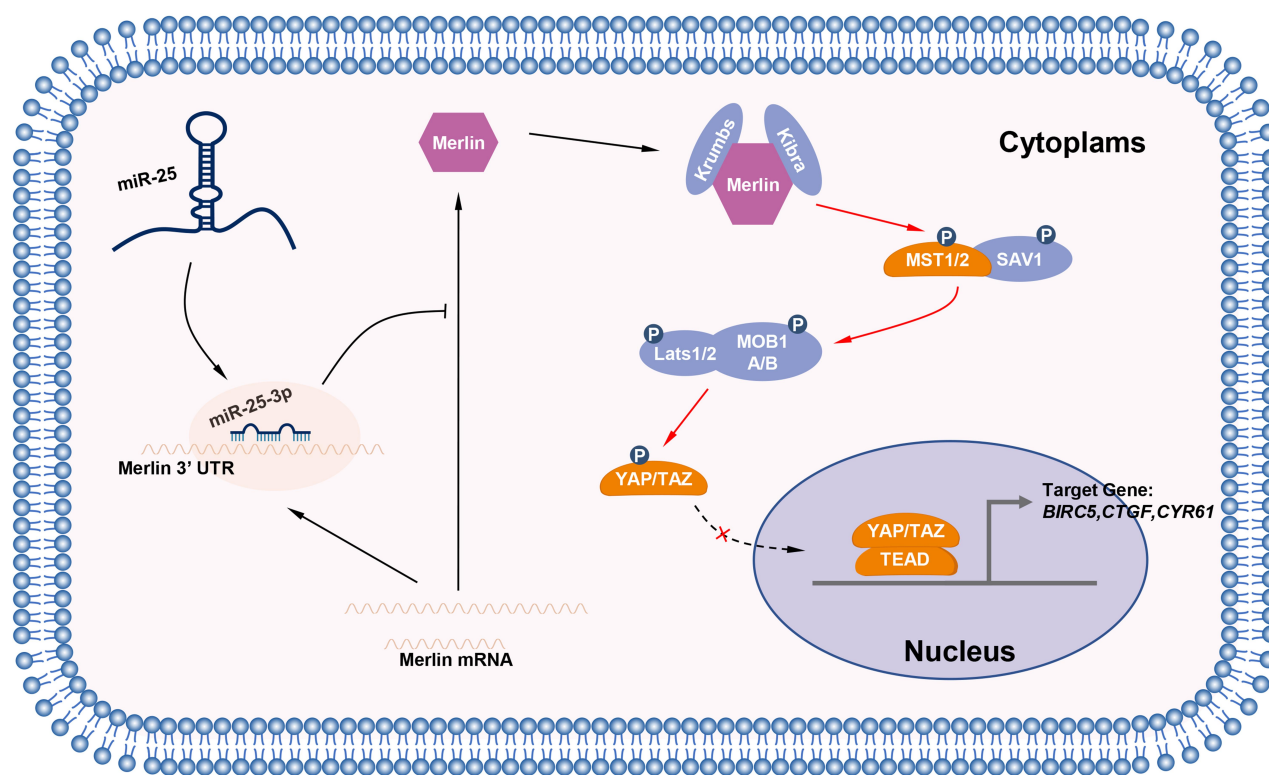 miR-25
Merlin
Krumbs
Kibra
Merlin
Cytoplams
P
P
MST1/2
SAV1
P
P
Lats1/2
MOB1
A/B
miR-25-3p
Merlin 3' UTR
P
YAP/TAZ
Target Gene:
BIRC5,CTGF,CYR61
YAP/TAZ
TEAD
Merlin mRNA
Nucleus